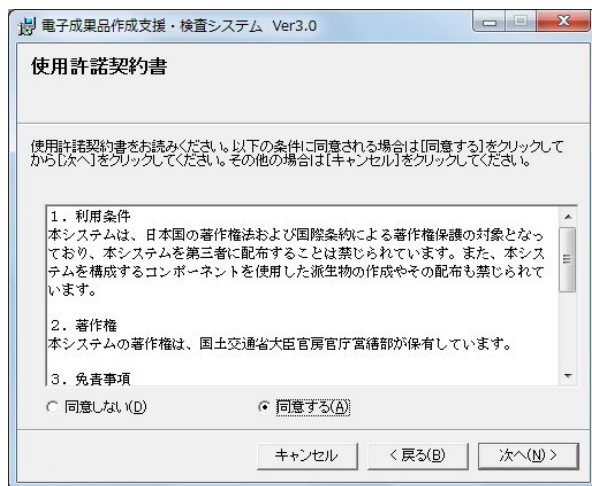 電子成果品作成支援・検査システム Ver3.0
使用許諾契約書
使用許諾契約書をお読みください。以下の条件に同意される場合は[同意する]をクリックして
から[次へ]をクリックしてください。その他の場合は[キャンセル]をクリックしてください。
1．利用条件
本システムは、日本国の著作権法および国際条約による著作権保護の対象となっ
ており、本システムを第三者に配布することは禁じられています。また、本シス
テムを構成するコンポーネントを使用した派生物の作成やその配布も禁じられて
います。
2．著作権
本システムの著作権は、国土交通省大臣官房官庁営繕部が保有しています。
3．免責事項
同意しない(D)
同意する(A)
キャンセル
< 戻る(B)
次へ(N) >